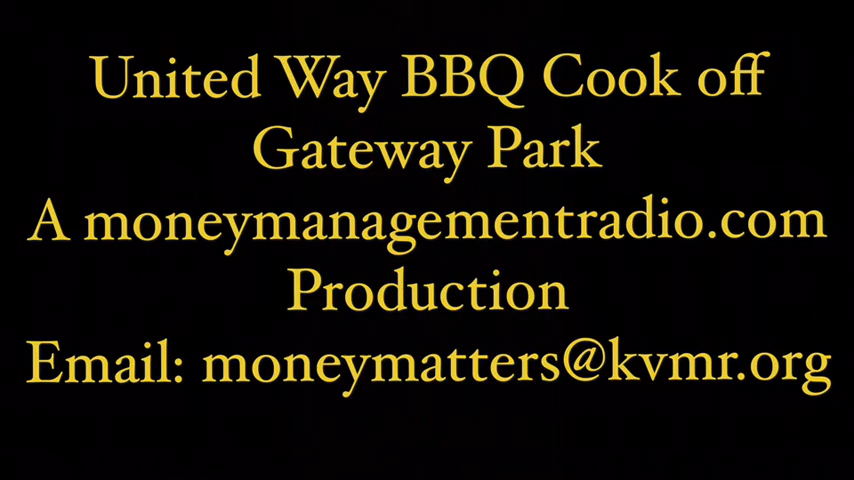 United Way BBQ Cook off
Gateway Park
A moneymanagementradio.com
Production
Email: moneymatters@kvmr.org